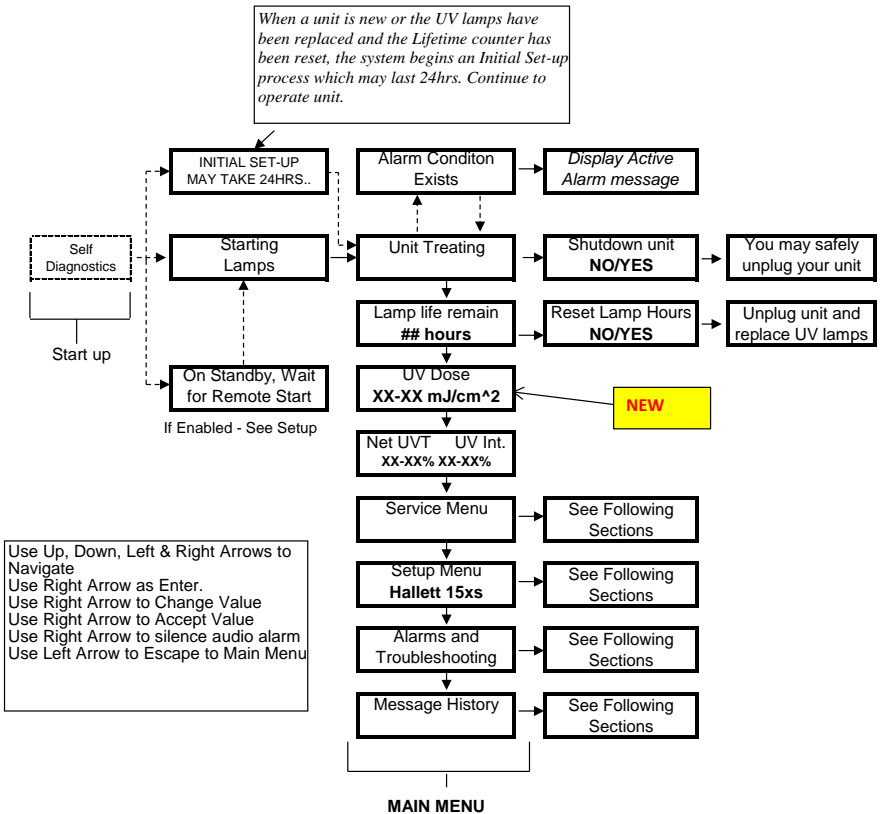 When a unit is new or the UV lamps have
been replaced and the Lifetime counter has
been reset, the system begins an Initial Set-up
process which may last 24hrs. Continue to
operate unit.
INITIAL SET-UP
MAY TAKE 24HRS..
Alarm Conditon
Exists
Display Active
Alarm message
Self
Diagnostics
Starting
Lamps
Unit Treating
Shutdown unit
NO/YES
You may safely
unplug your unit
Start up
Lamp life remain
## hours
Reset Lamp Hours
NO/YES
Unplug unit and
replace UV lamps
On Standby, Wait
for Remote Start
If Enabled - See Setup
UV Dose
XX-XX mJ/cm^2
NEW
Net UVT UV Int.
XX-XX% XX-XX%
Service Menu
See Following
Sections
Use Up, Down, Left & Right Arrows to
Navigate
Use Right Arrow as Enter.
Use Right Arrow to Change Value
Use Right Arrow to Accept Value
Use Right Arrow to silence audio alarm
Use Left Arrow to Escape to Main Menu
Setup Menu
Hallett 15xs
See Following
Sections
Alarms and
Troubleshooting
See Following
Sections
Message History
See Following
Sections
MAIN MENU